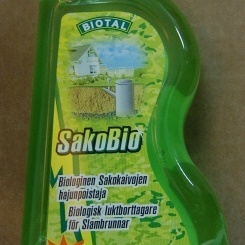 BIOTAL
SakoBio
Biologinen Sakokaivojen
hajunpoistaja
Biologisk luktborttagare
för Slambrunnar